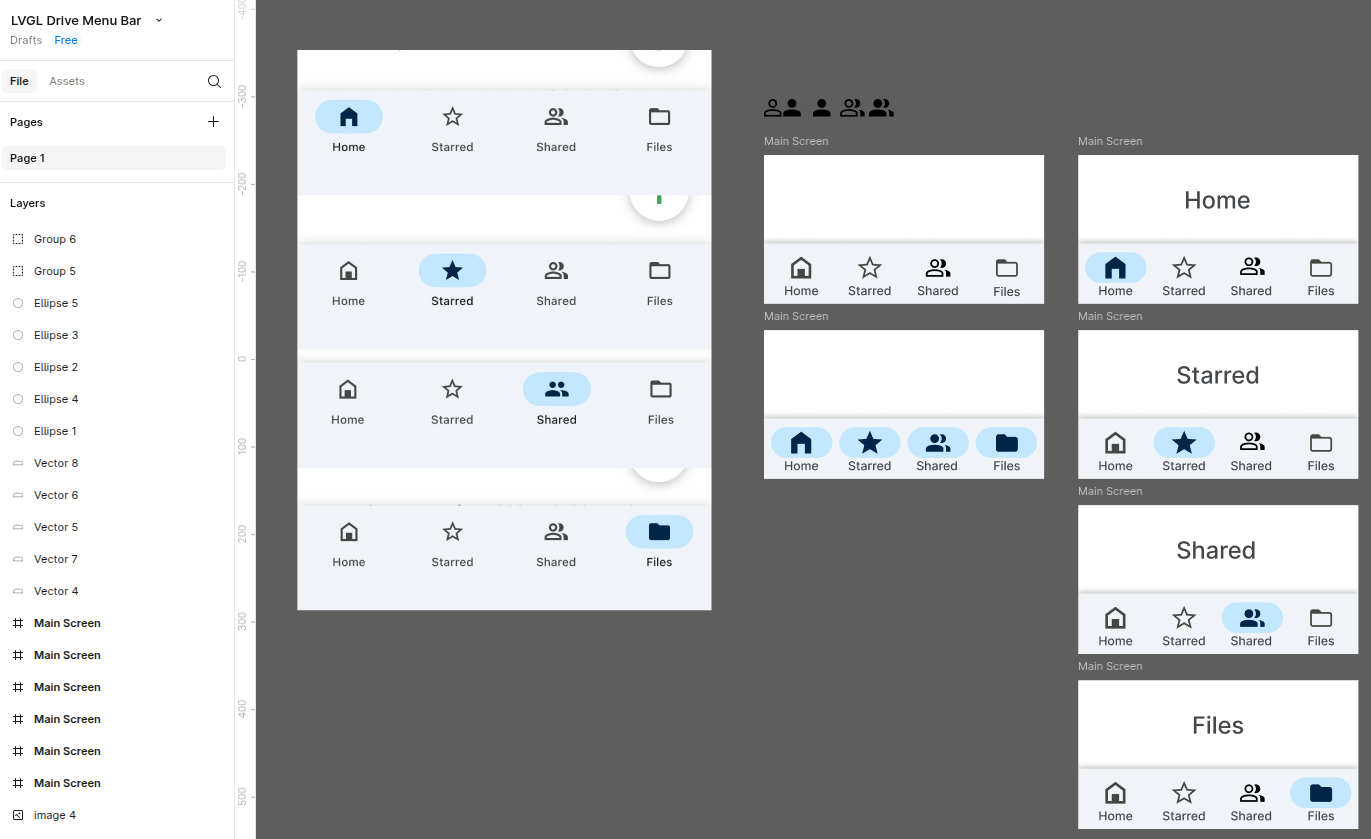 LVGL Drive Menu Bar
Drafts Free
File Assets
Pages
Page 1
Layers
Group 6
Group 5
Ellipse 5
Ellipse 3
Ellipse 2
Ellipse 4
Ellipse 1
Vector 8
Vector 6
Vector 5
Vector 7
Vector 4
Main Screen
Main Screen
Main Screen
Main Screen
Main Screen
Main Screen
image 4
-400
-300
-200
-100
0
100
200
300
400
500
Home Starred Shared Files
Home Starred Shared Files
Home Starred Shared Files
Home Starred Shared Files
Main Screen
Home Starred Shared Files
Main Screen
Home Starred Shared Files
Main Screen
Home
Home Starred Shared Files
Main Screen
Starred
Home Starred Shared Files
Main Screen
Shared
Home Starred Shared Files
Main Screen
Files
Home Starred Shared Files